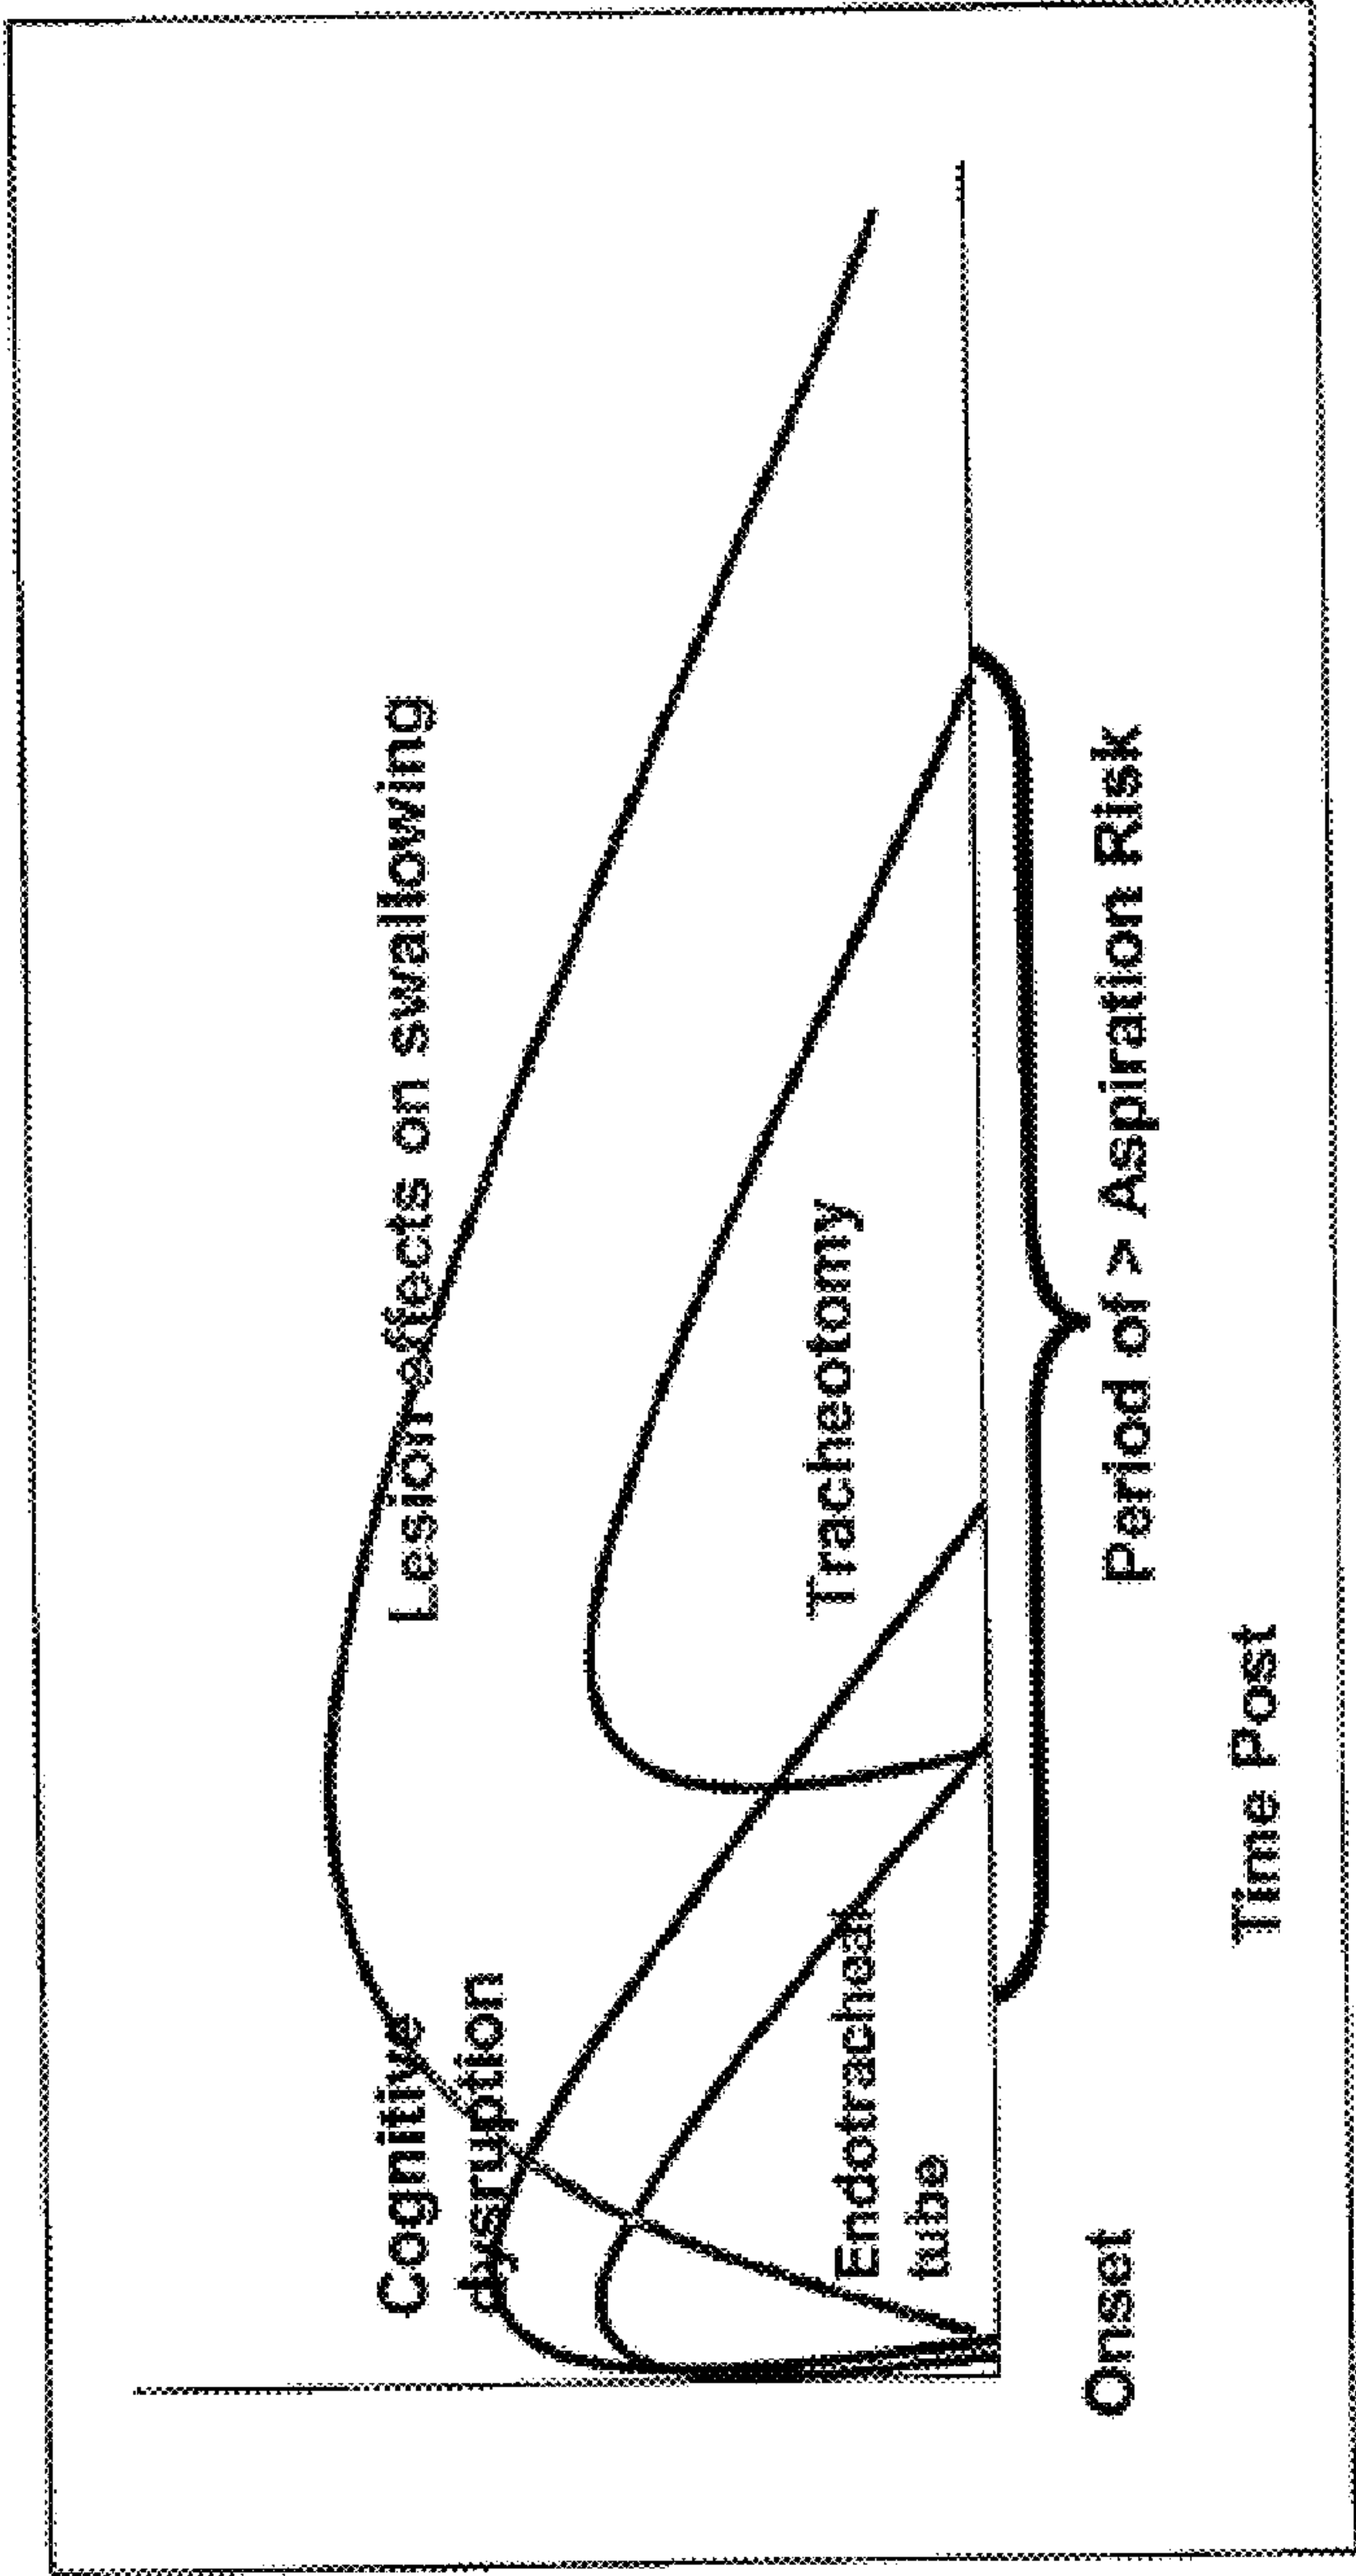 Cognitive
dysruption
Lesion effects on swallowing
Endotracheal
tube
Tracheotomy
Onset
Period of > Aspiration Risk
Time Post